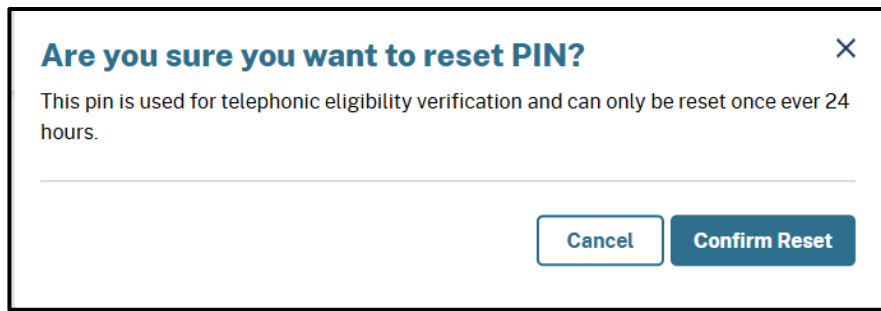 Are you sure you want to reset PIN?
This pin is used for telephonic eligibility verification and can only be reset once ever 24
hours.
Cancel
Confirm Reset